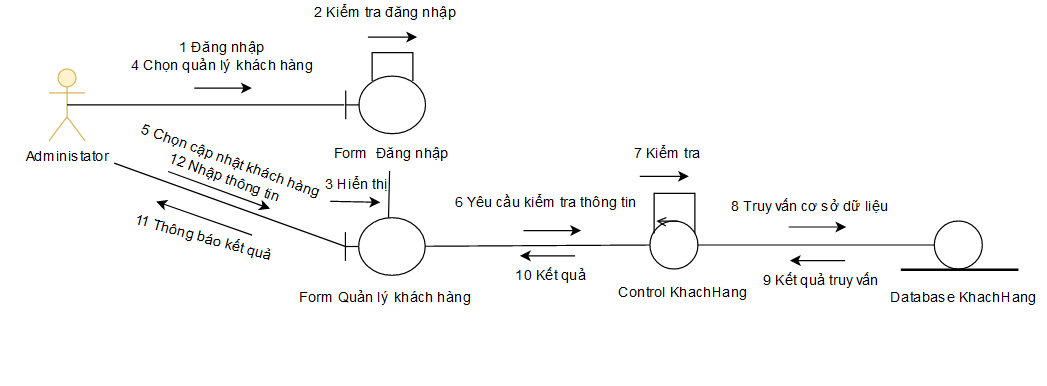 2 Kiểm tra đăng nhập
1 Đăng nhập
4 Chọn quản lý khách hàng
Administator
Form Đăng nhập
5 Chọn cập nhật khách hàng
12 Nhập thông tin
3 Hiển thị
11 Thông báo kết quả
Form Quản lý khách hàng
6 Yêu cầu kiểm tra thông tin
10 Kết quả
7 Kiểm tra
Control KhachHang
8 Truy vấn cơ sở dữ liệu
9 Kết quả truy vấn
Database KhachHang